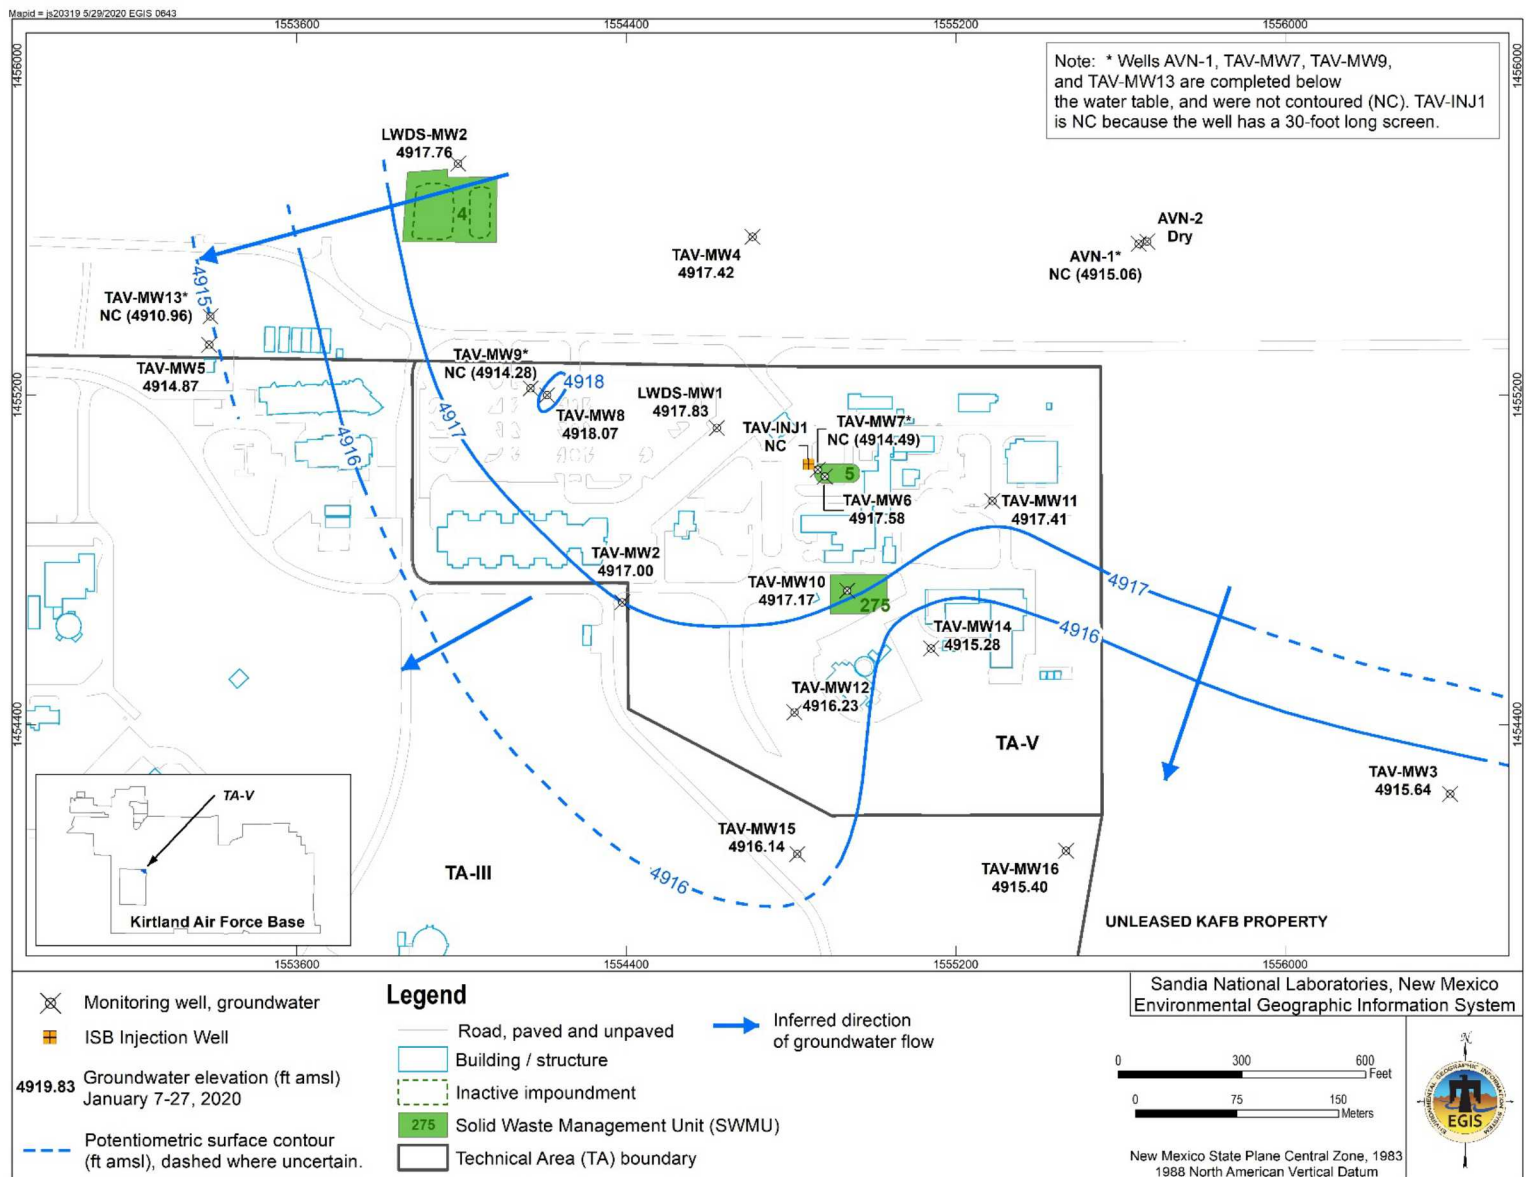 Mapid = js20319 5/29/2020 EGIS 0643
1553600
1554400
1555200
1556000
1456000
1456000
Note: * Wells AVN-1, TAV-MW7, TAV-MW9,
and TAV-MW13 are completed below
the water table, and were not contoured (NC). TAV-INJ1
is NC because the well has a 30-foot long screen.
LWDS-MW2
4917.76
4
TAV-MW4
4917.42
AVN-2
Dry
AVN-1*
NC (4915.06)
4915
TAV-MW13*
NC (4910.96)
TAV-MW5
4914.87
TAV-MW9*
NC (4914.28)
4918
TAV-MW8
4918.07
LWDS-MW1
4917.83
TAV-INJ1
NC
TAV-MW7*
NC (4914.49)
5
TAV-MW6
4917.58
TAV-MW11
4917.41
1455200
1455200
4917
4916
TAV-MW2
4917.00
TAV-MW10
4917.17
275
4917
4916
TAV-MW14
4915.28
TAV-MW12
4916.23
TA-V
1454400
1454400
TAV-MW3
4915.64
TAV-MW15
4916.14
TAV-MW16
4915.40
4916
TA-III
UNLEASED KAFB PROPERTY
TA-V
Kirtland Air Force Base
1553600
1554400
1555200
1556000
Legend
Monitoring well, groundwater
ISB Injection Well
4919.83
Groundwater elevation (ft amsl)
January 7-27, 2020
Potentiometric surface contour
(ft amsl), dashed where uncertain.
Road, paved and unpaved
Building / structure
Inactive impoundment
275
Solid Waste Management Unit (SWMU)
Technical Area (TA) boundary
Inferred direction
of groundwater flow
Sandia National Laboratories, New Mexico
Environmental Geographic Information System
0 300 600
Feet
0 75 150
Meters
New Mexico State Plane Central Zone, 1983
1988 North American Vertical Datum
N
ENVIRONMENTAL GEOGRAPHIC INFORMATION SYSTEM
EGIS